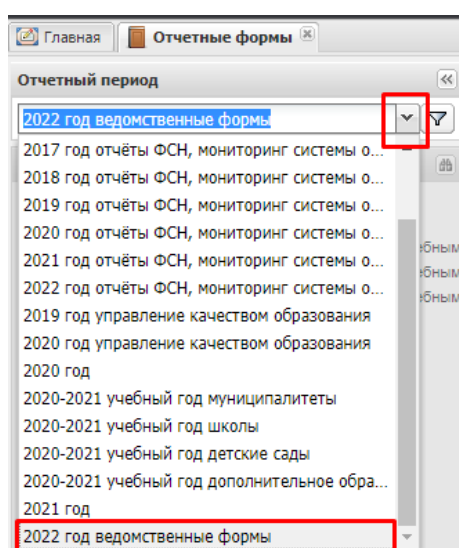 Главная
Отчетные формы
Отчетный период
2022 год ведомственные формы
2017 год отчёты ФСН, мониторинг системы о...
2018 год отчёты ФСН, мониторинг системы о...
2019 год отчёты ФСН, мониторинг системы о...
2020 год отчёты ФСН, мониторинг системы о...
2021 год отчёты ФСН, мониторинг системы о...
2022 год отчёты ФСН, мониторинг системы о...
2019 год управление качеством образования
2020 год управление качеством образования
2020 год
2020-2021 учебный год муниципалитеты
2020-2021 учебный год школы
2020-2021 учебный год детские сады
2020-2021 учебный год дополнительное обра...
2021 год
2022 год ведомственные формы